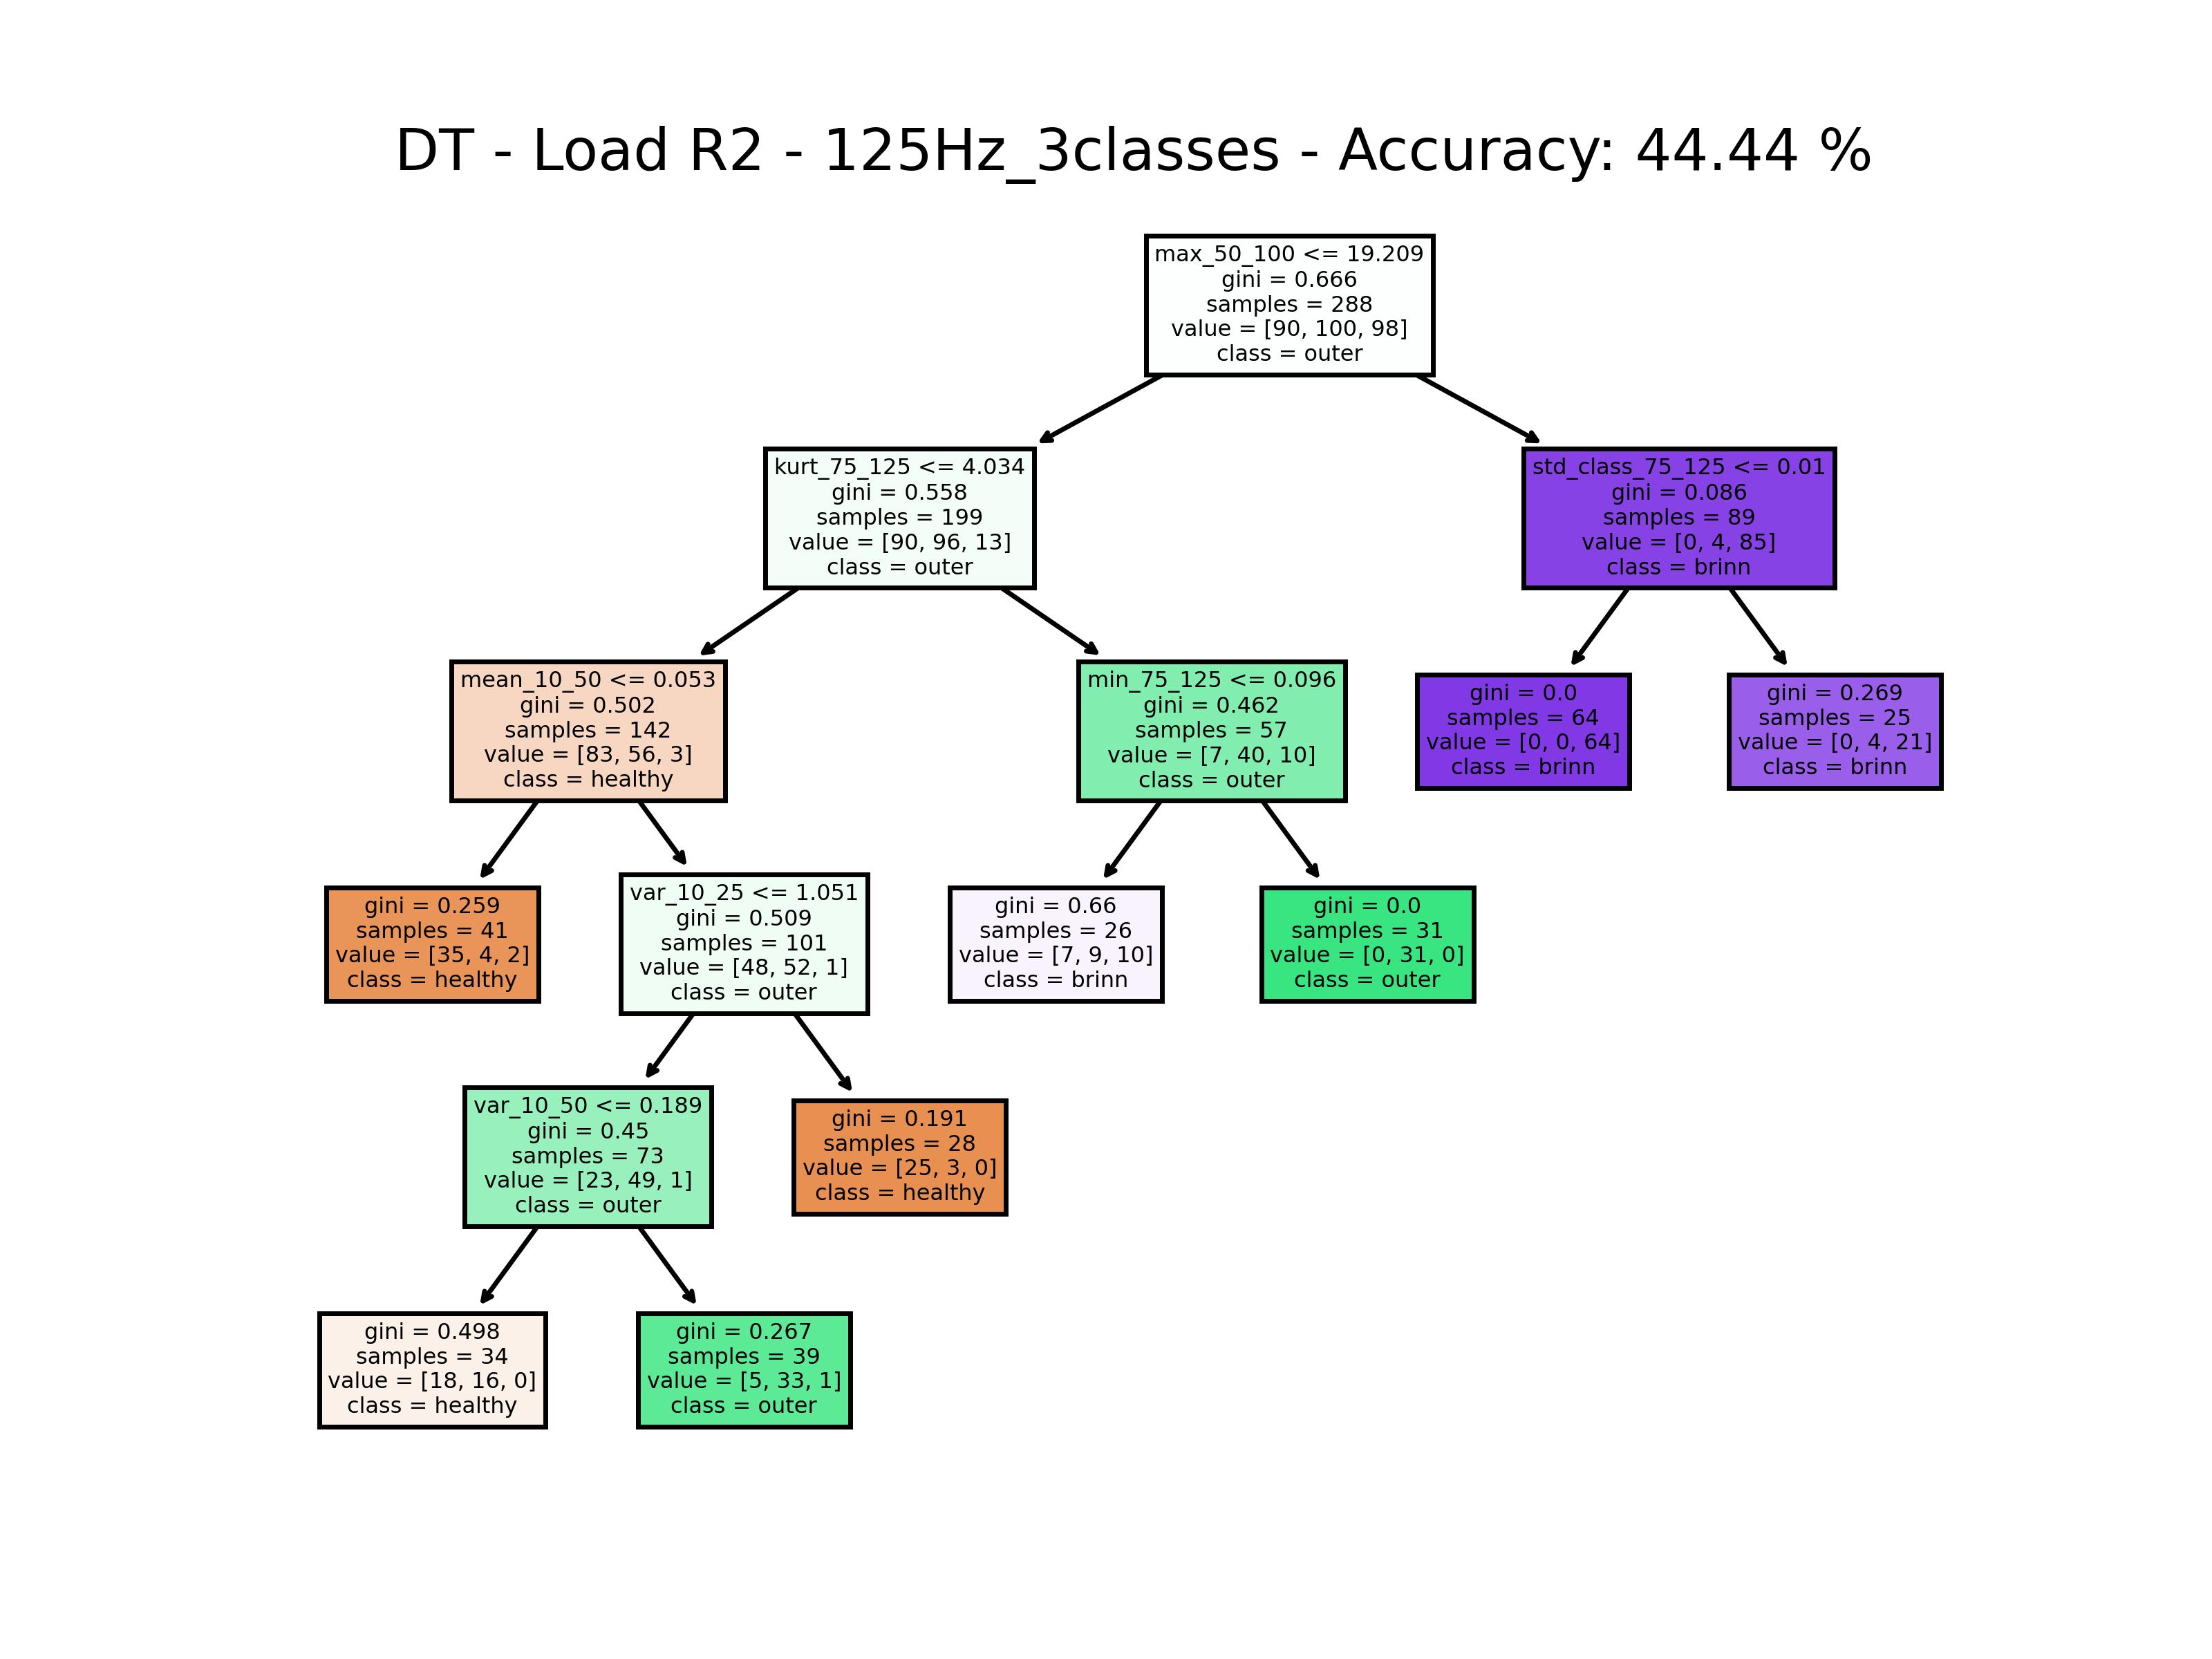 DT - Load R2 - 125Hz_3classes - Accuracy: 44.44 %
max_50_100 <= 19.209
gini = 0.666
samples = 288
value = [90, 100, 98]
class = outer
kurt_75_125 <= 4.034
gini = 0.558
samples = 199
value = [90, 96, 13]
class = outer
std_class_75_125 <= 0.01
gini = 0.086
samples = 89
value = [0, 4, 85]
class = brinn
mean_10_50 <= 0.053
gini = 0.502
samples = 142
value = [83, 56, 3]
class = healthy
min_75_125 <= 0.096
gini = 0.462
samples = 57
value = [7, 40, 10]
class = outer
gini = 0.0
samples = 64
value = [0, 0, 64]
class = brinn
gini = 0.269
samples = 25
value = [0, 4, 21]
class = brinn
gini = 0.259
samples = 41
value = [35, 4, 2]
class = healthy
var_10_25 <= 1.051
gini = 0.509
samples = 101
value = [48, 52, 1]
class = outer
gini = 0.66
samples = 26
value = [7, 9, 10]
class = brinn
gini = 0.0
samples = 31
value = [0, 31, 0]
class = outer
var_10_50 <= 0.189
gini = 0.45
samples = 73
value = [23, 49, 1]
class = outer
gini = 0.191
samples = 28
value = [25, 3, 0]
class = healthy
gini = 0.498
samples = 34
value = [18, 16, 0]
class = healthy
gini = 0.267
samples = 39
value = [5, 33, 1]
class = outer